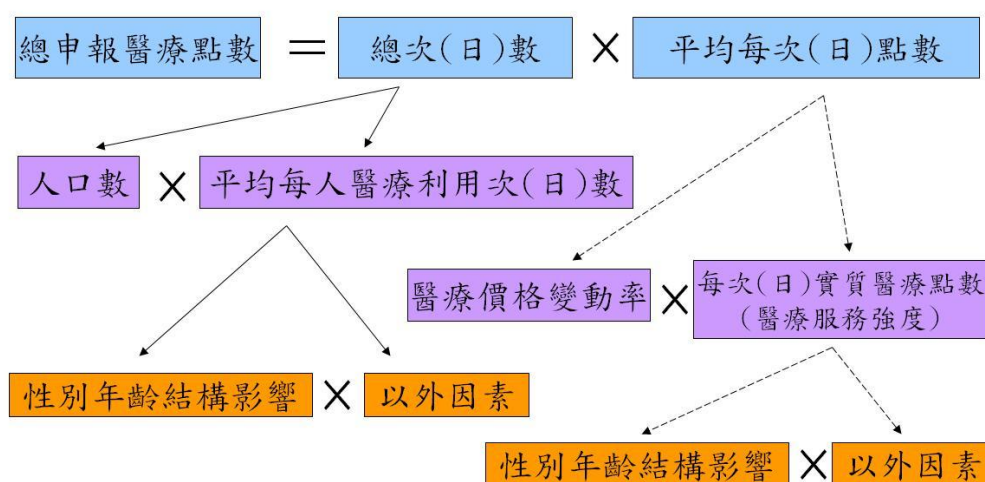 總申報醫療點數 = 總次(日)數 × 平均每次(日)點數
人口數 × 平均每人醫療利用次(日)數
醫療價格變動率 × 每次(日)實質醫療點數
(醫療服務強度)
性別年齡結構影響 × 以外因素
性別年齡結構影響 × 以外因素